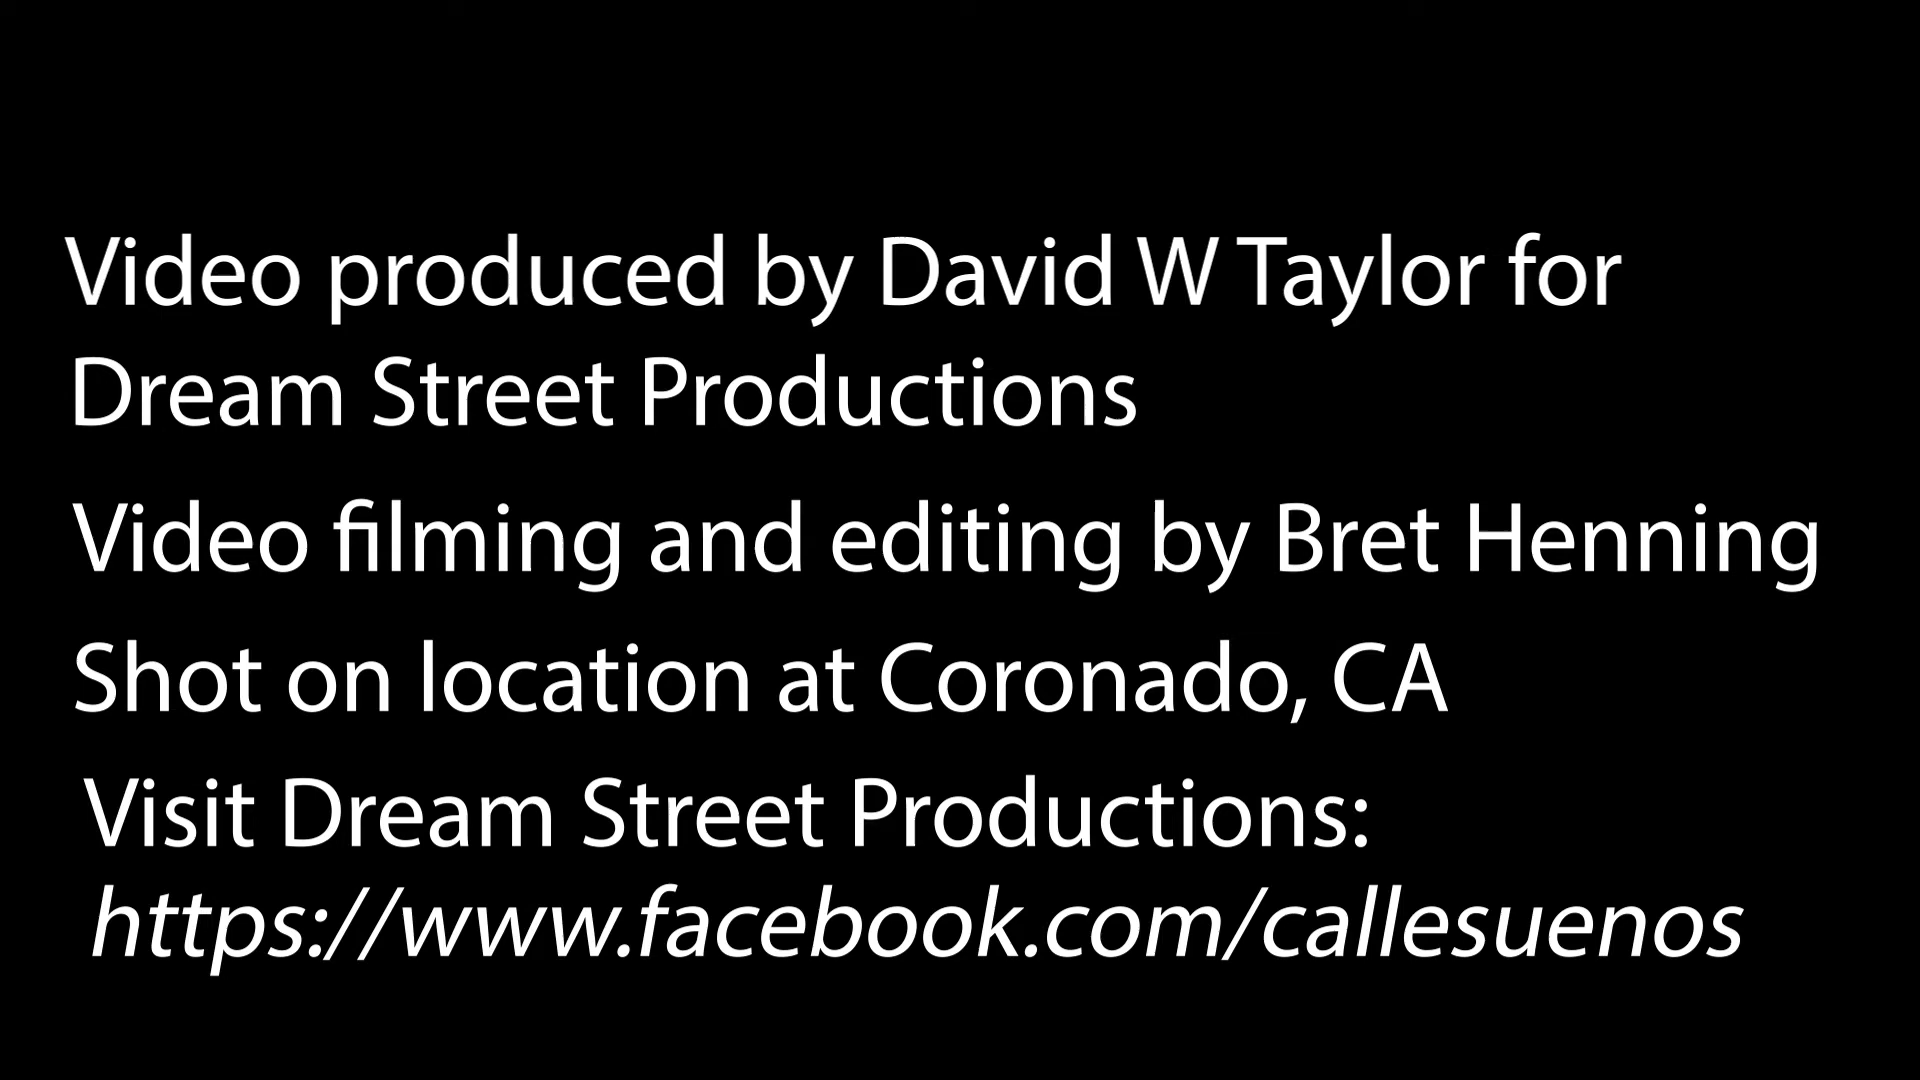 Video produced by David W Taylor for
Dream Street Productions
Video filming and editing by Bret Henning
Shot on location at Coronado, CA
Visit Dream Street Productions:
https://www.facebook.com/callesuenos